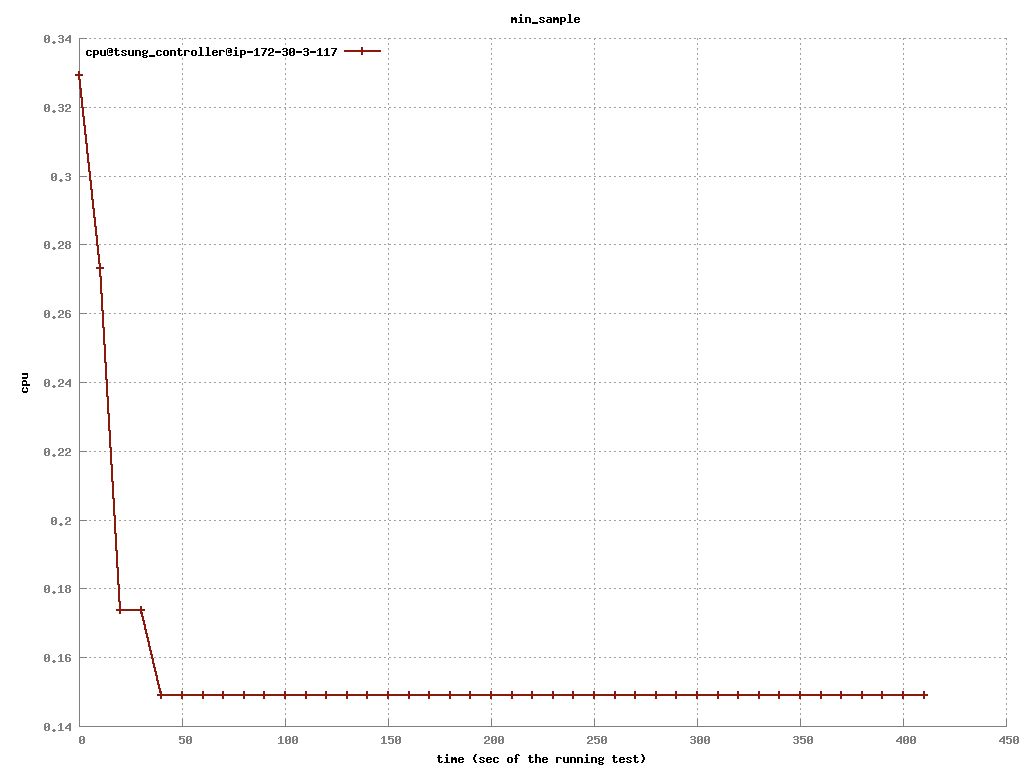 min_sample
cpu@tsung_controller@ip-172-30-3-117
0.34
0.32
0.3
0.28
0.26
0.24
0.22
0.2
0.18
0.16
0.14
cpu
0 50 100 150 200 250 300 350 400 450
time (sec of the running test)